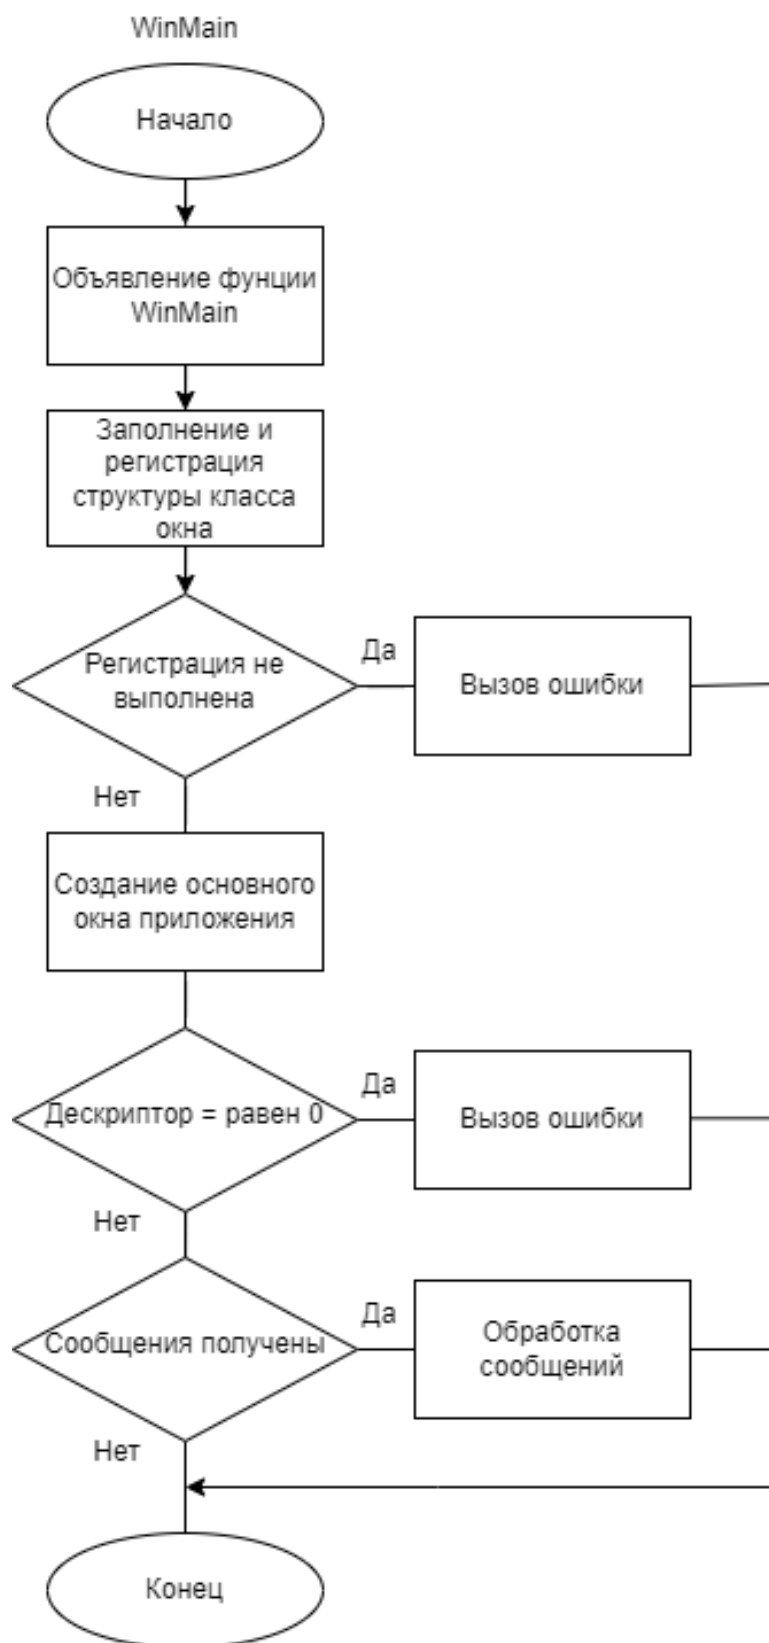 WinMain
Начало
Объявление фунции
WinMain
Заполнение и
регистрация
структуры класса
окна
Регистрация не
выполнена
Да
Вызов ошибки
Нет
Создание основного
окна приложения
Дескриптор = равен 0
Да
Вызов ошибки
Нет
Сообщения получены
Да
Обработка
сообщений
Нет
Конец